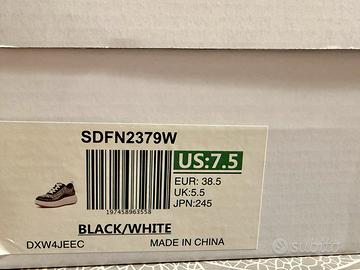 SDFN2379W
US:7.5
EUR: 38.5
UK:5.5
JPN:245
197458963558
BLACK/WHITE
DXW4JEEC MADE IN CHINA
subito